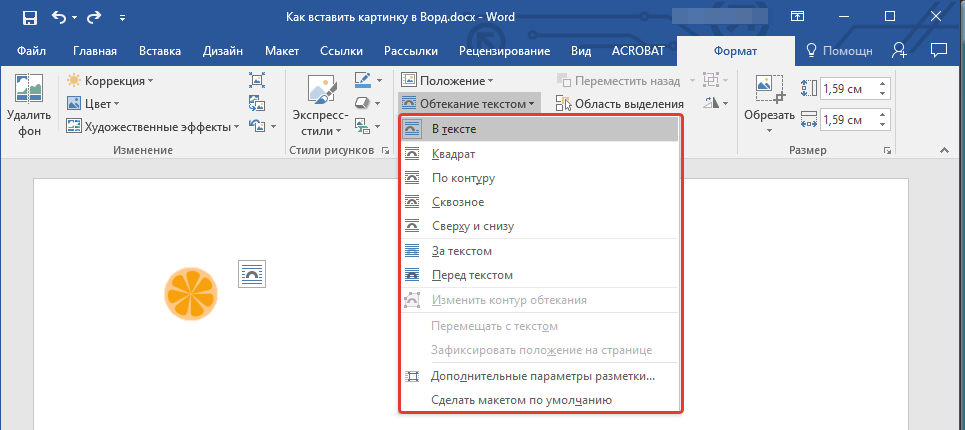 Как вставить картинку в Ворд.docx - Word
Файл Главная Вставка Дизайн Макет Ссылки Рассылки Рецензирование Вид ACROBAT Формат Помощн
Удалить фон
Коррекция
Цвет
Художественные эффекты
Изменение
Экспресс-стили
Стили рисунков
Положение
Обтекание текстом
Переместить назад
Область выделения
Обрезать
1,59 см
1,59 см
Размер
В тексте
Квадрат
По контуру
Сквозное
Сверху и снизу
За текстом
Перед текстом
Изменить контур обтекания
Перемещать с текстом
Зафиксировать положение на странице
Дополнительные параметры разметки...
Сделать макетом по умолчанию